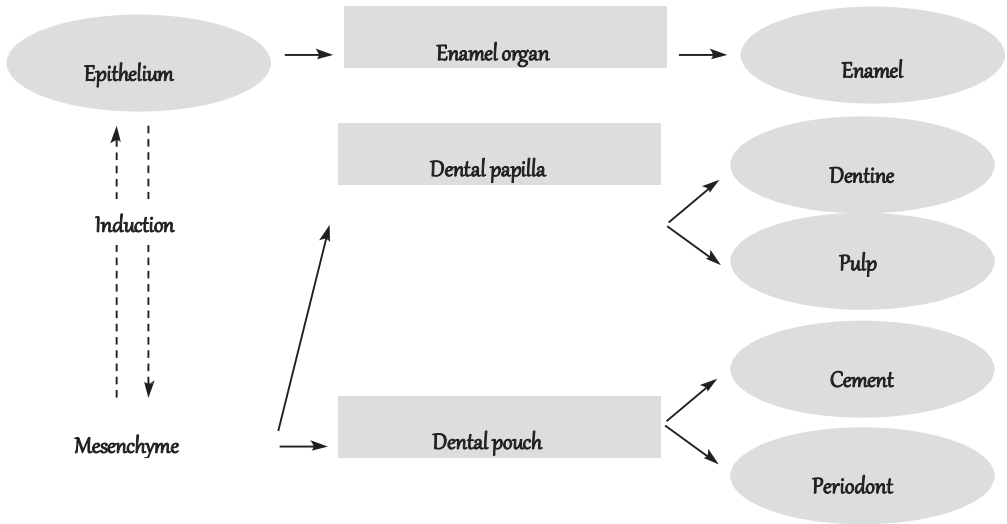 Epithelium
Enamel organ
Enamel
Dental papilla
Dentine
Induction
Pulp
Cement
Mesenchyme
Dental pouch
Periodont